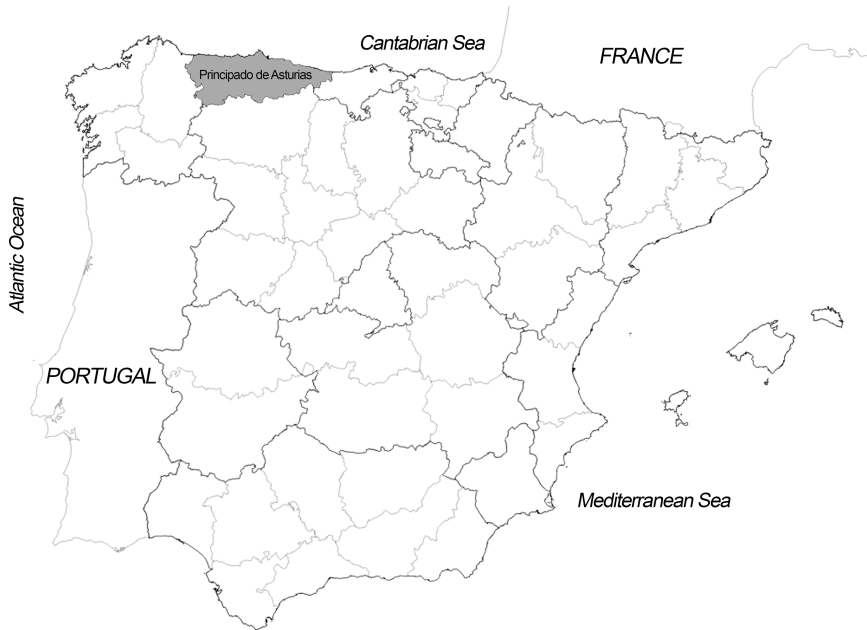 Cantabrian Sea
FRANCE
Principado de Asturias
Atlantic Ocean
PORTUGAL
Mediterranean Sea